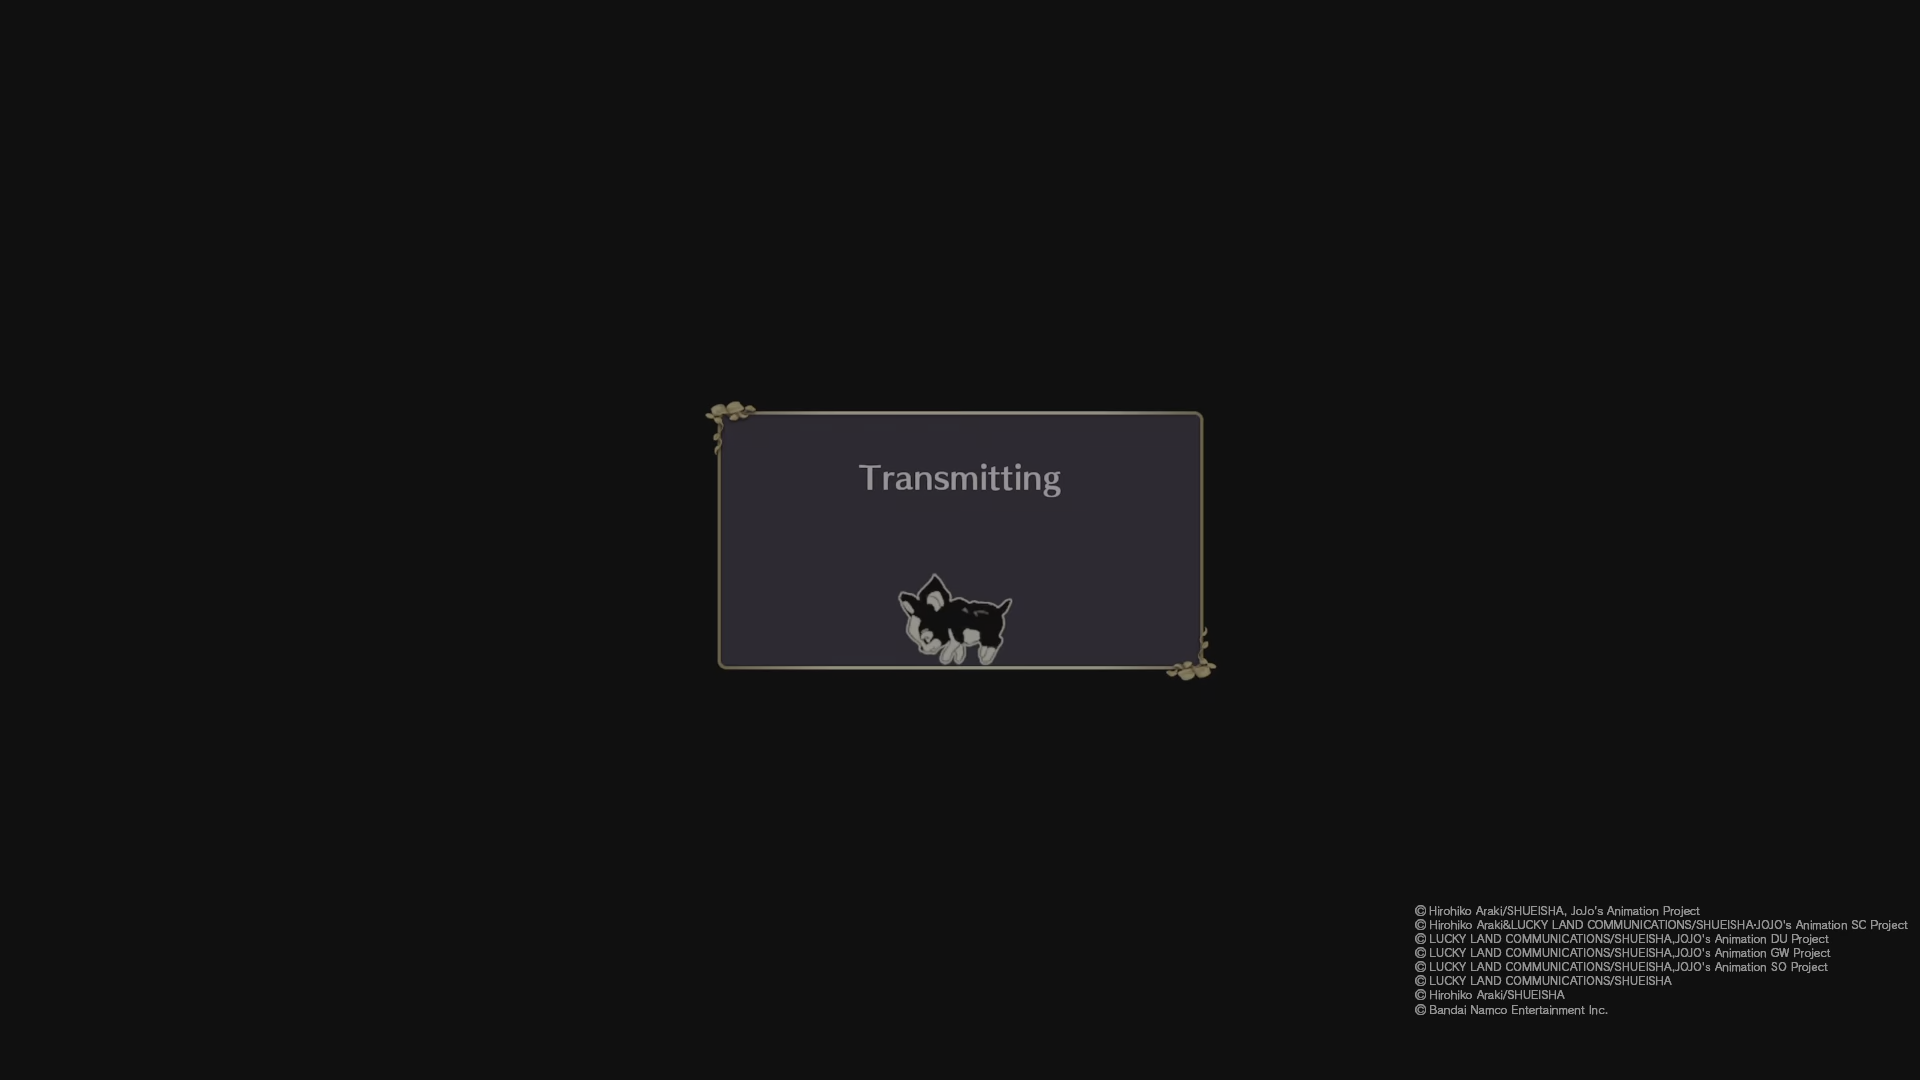 Transmitting
© Hirohiko Araki/SHUEISHA, JoJo's Animation Project
© Hirohiko Araki&LUCKY LAND COMMUNICATIONS/SHUEISHA･JOJO's Animation SC Project
© LUCKY LAND COMMUNICATIONS/SHUEISHA,JOJO's Animation DU Project
© LUCKY LAND COMMUNICATIONS/SHUEISHA,JOJO's Animation GW Project
© LUCKY LAND COMMUNICATIONS/SHUEISHA,JOJO's Animation SO Project
© LUCKY LAND COMMUNICATIONS/SHUEISHA
© Hirohiko Araki/SHUEISHA
© Bandai Namco Entertainment Inc.